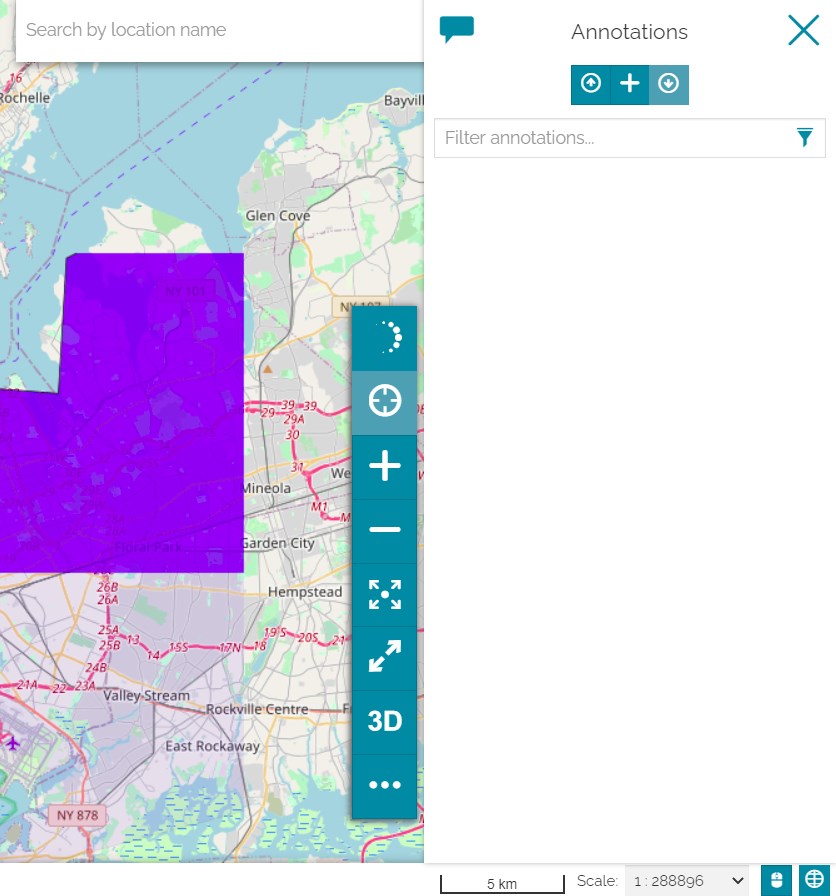 Search by location name
Annotations
Filter annotations...
16
Rochelle
Bayvill
Glen Cove
NY 101
NY 107
29
39
39
29A
30
31
We
Mineola
M1
M
Floral Park
Garden City
26B
26A
Hempstead
25A
25B
13
14
15S
17N
18
19S
20S
21
24B
21A
22
23A
Valley Stream
Rockville Centre
F
East Rockaway
NY 878
3D
5 km
Scale:
1 : 288896